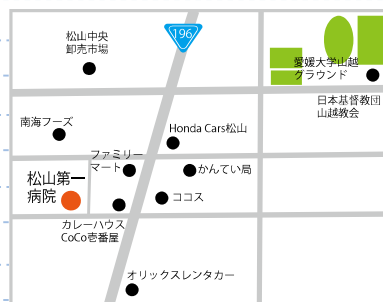 松山中央
卸売市場
196
愛媛大学山越
グラウンド
日本基督教団
山越教会
南海フーズ
Honda Cars松山
ファミリー
マート
かんてい局
松山第一
病院
ココス
カレーハウス
CoCo壱番屋
オリックスレンタカー